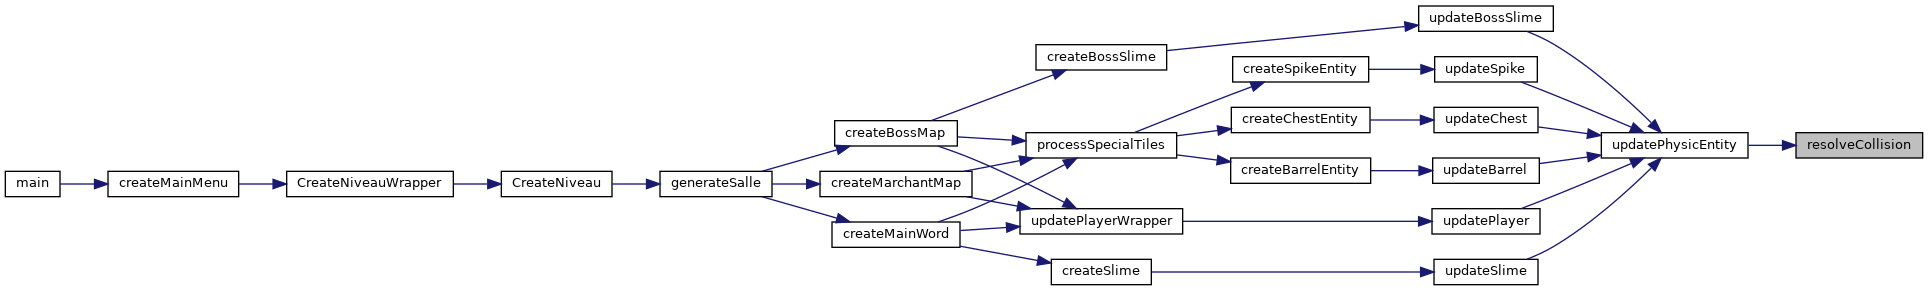 main
createMainMenu
CreateNiveauWrapper
CreateNiveau
generateSalle
createBossMap
createMarchantMap
createMainWord
createBossSlime
processSpecialTiles
updatePlayerWrapper
createSlime
createSpikeEntity
createChestEntity
createBarrelEntity
updateBossSlime
updateSpike
updateChest
updateBarrel
updatePlayer
updateSlime
updatePhysicEntity
resolveCollision